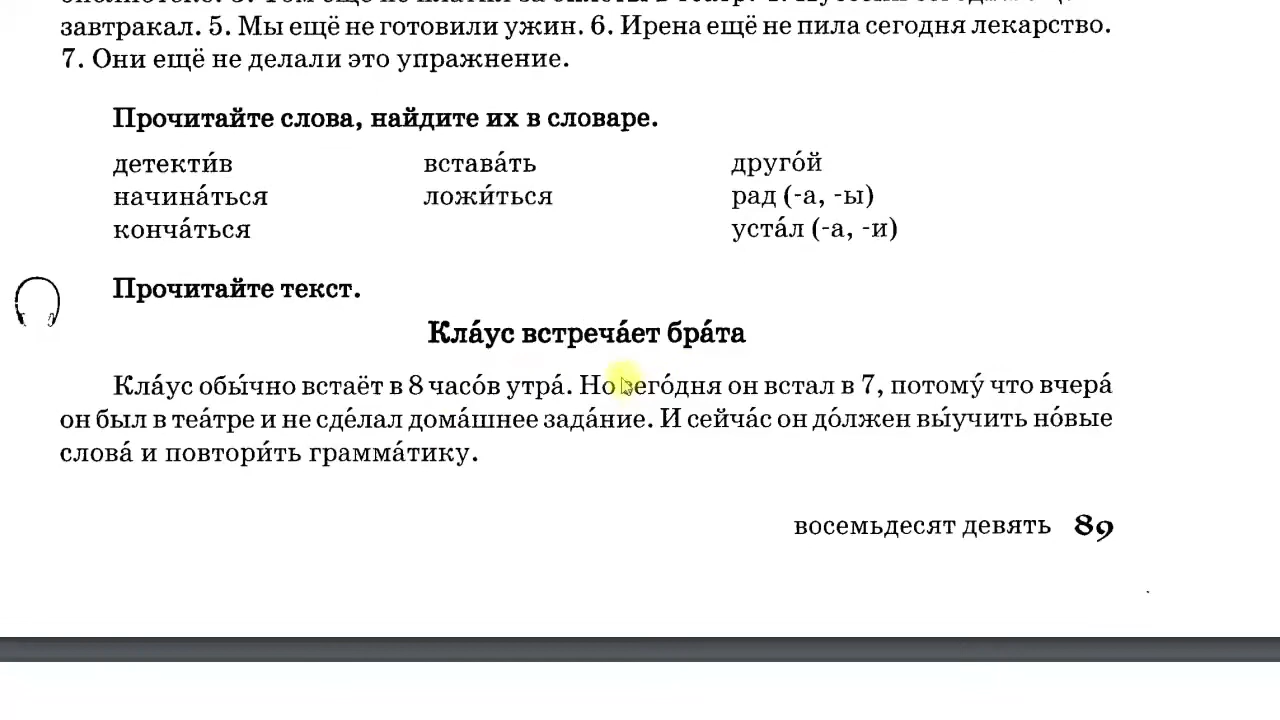 завтракал. 5. Мы ещё не готовили ужин. 6. Ирена ещё не пила сегодня лекарство.
7. Они ещё не делали это упражнение.
Прочитайте слова, найдите их в словаре.
детекти́в встава́ть друго́й
начина́ться ложи́ться рад (-а, -ы)
конча́ться уста́л (-а, -и)
Прочитайте текст.
Кла́ус встреча́ет бра́та
Кла́ус обы́чно встаёт в 8 часо́в утра́. Но сего́дня он встал в 7, потому́ что вчера́
он был в теа́тре и не сде́лал дома́шнее зада́ние. И сейча́с он до́лжен вы́учить но́вые
слова́ и повтори́ть грамма́тику.
восемьдесят девять 89